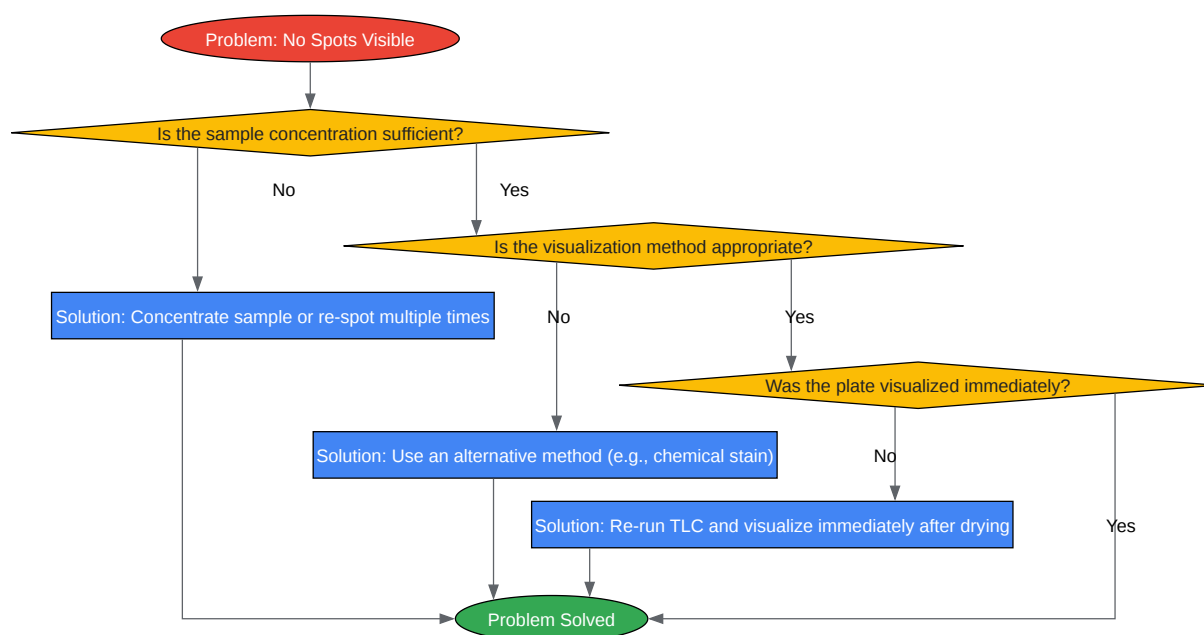 Problem: No Spots Visible
Is the sample concentration sufficient?
No
Yes
Is the visualization method appropriate?
Solution: Concentrate sample or re-spot multiple times
No
Yes
Was the plate visualized immediately?
Solution: Use an alternative method (e.g., chemical stain)
No
Solution: Re-run TLC and visualize immediately after drying
Yes
Problem Solved